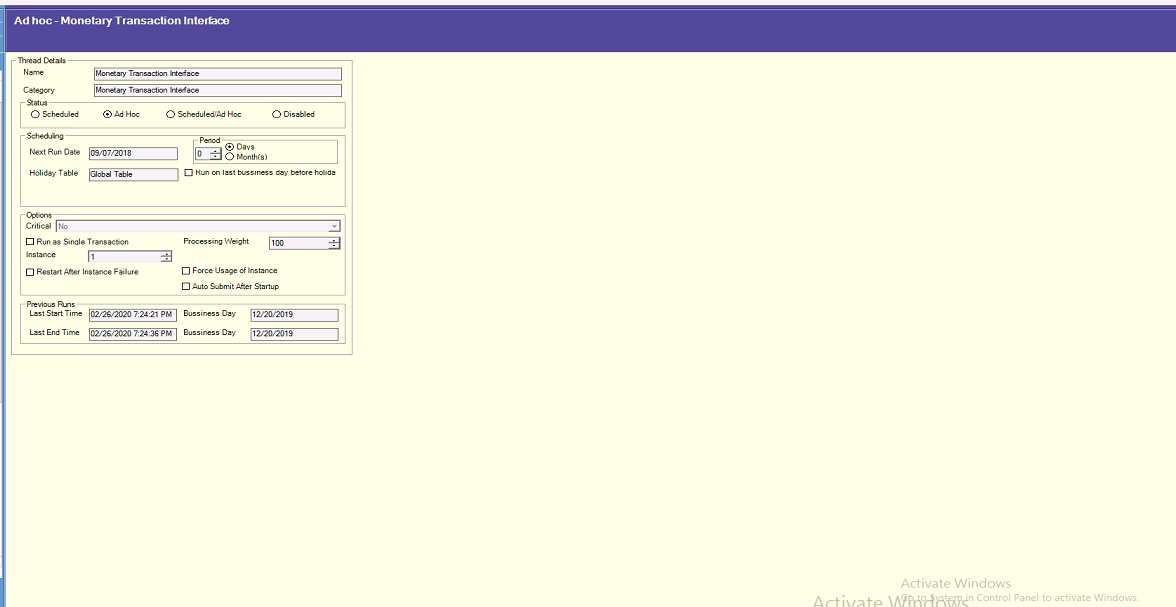 Ad hoc - Monetary Transaction Interface
Thread Details
Name Monetary Transaction Interface
Category Monetary Transaction Interface
Status
Scheduled Ad Hoc Scheduled/Ad Hoc Disabled
Scheduling
Period
Next Run Date 09/07/2018 0 Days
Month(s)
Holiday Table Global Table Run on last bussiness day before holida
Options
Critical No
Run as Single Transaction Processing Weight 100
Instance 1
Restart After Instance Failure Force Usage of Instance
Auto Submit After Startup
Previous Runs
Last Start Time 02/26/2020 7:24:21 PM Bussiness Day 12/20/2019
Last End Time 02/26/2020 7:24:36 PM Bussiness Day 12/20/2019
Activate Windows
Go to System in Control Panel to activate Windows.
Activate Windows